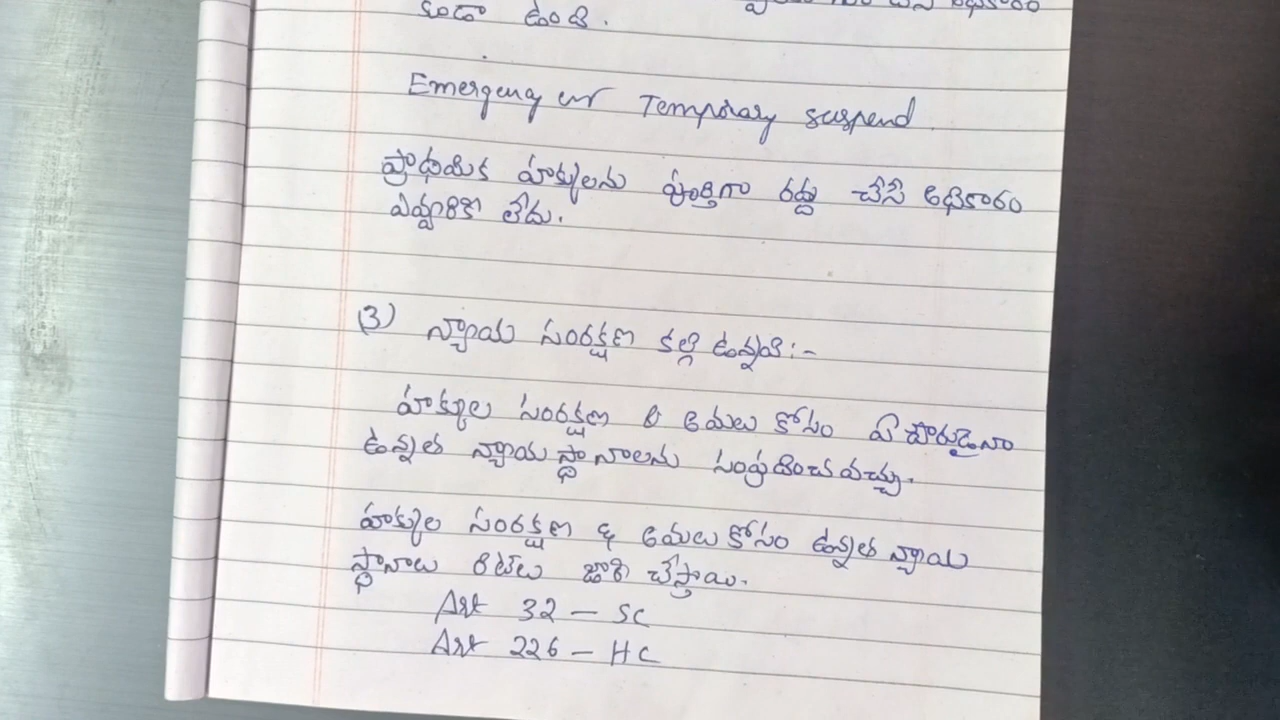 కుండా ఉంది.
Emergency లో Temporary suspend
ప్రాథమిక హక్కులను పూర్తిగా రద్దు చేసే అధికారం
ఎవ్వరికి లేదు.
3) న్యాయ సంరక్షణ కల్గి ఉన్నవి:-
హక్కుల సంరక్షణ & అమలు కోసం ఏ పౌరుడైనా
ఉన్నత న్యాయ స్థానాలను సంప్రదించవచ్చు.
హక్కుల సంరక్షణ & అమలు కోసం ఉన్నత న్యాయ
స్థానాలు రిట్‌లు జారి చేస్తాయి.
Art 32 - SC
Art 226 - HC